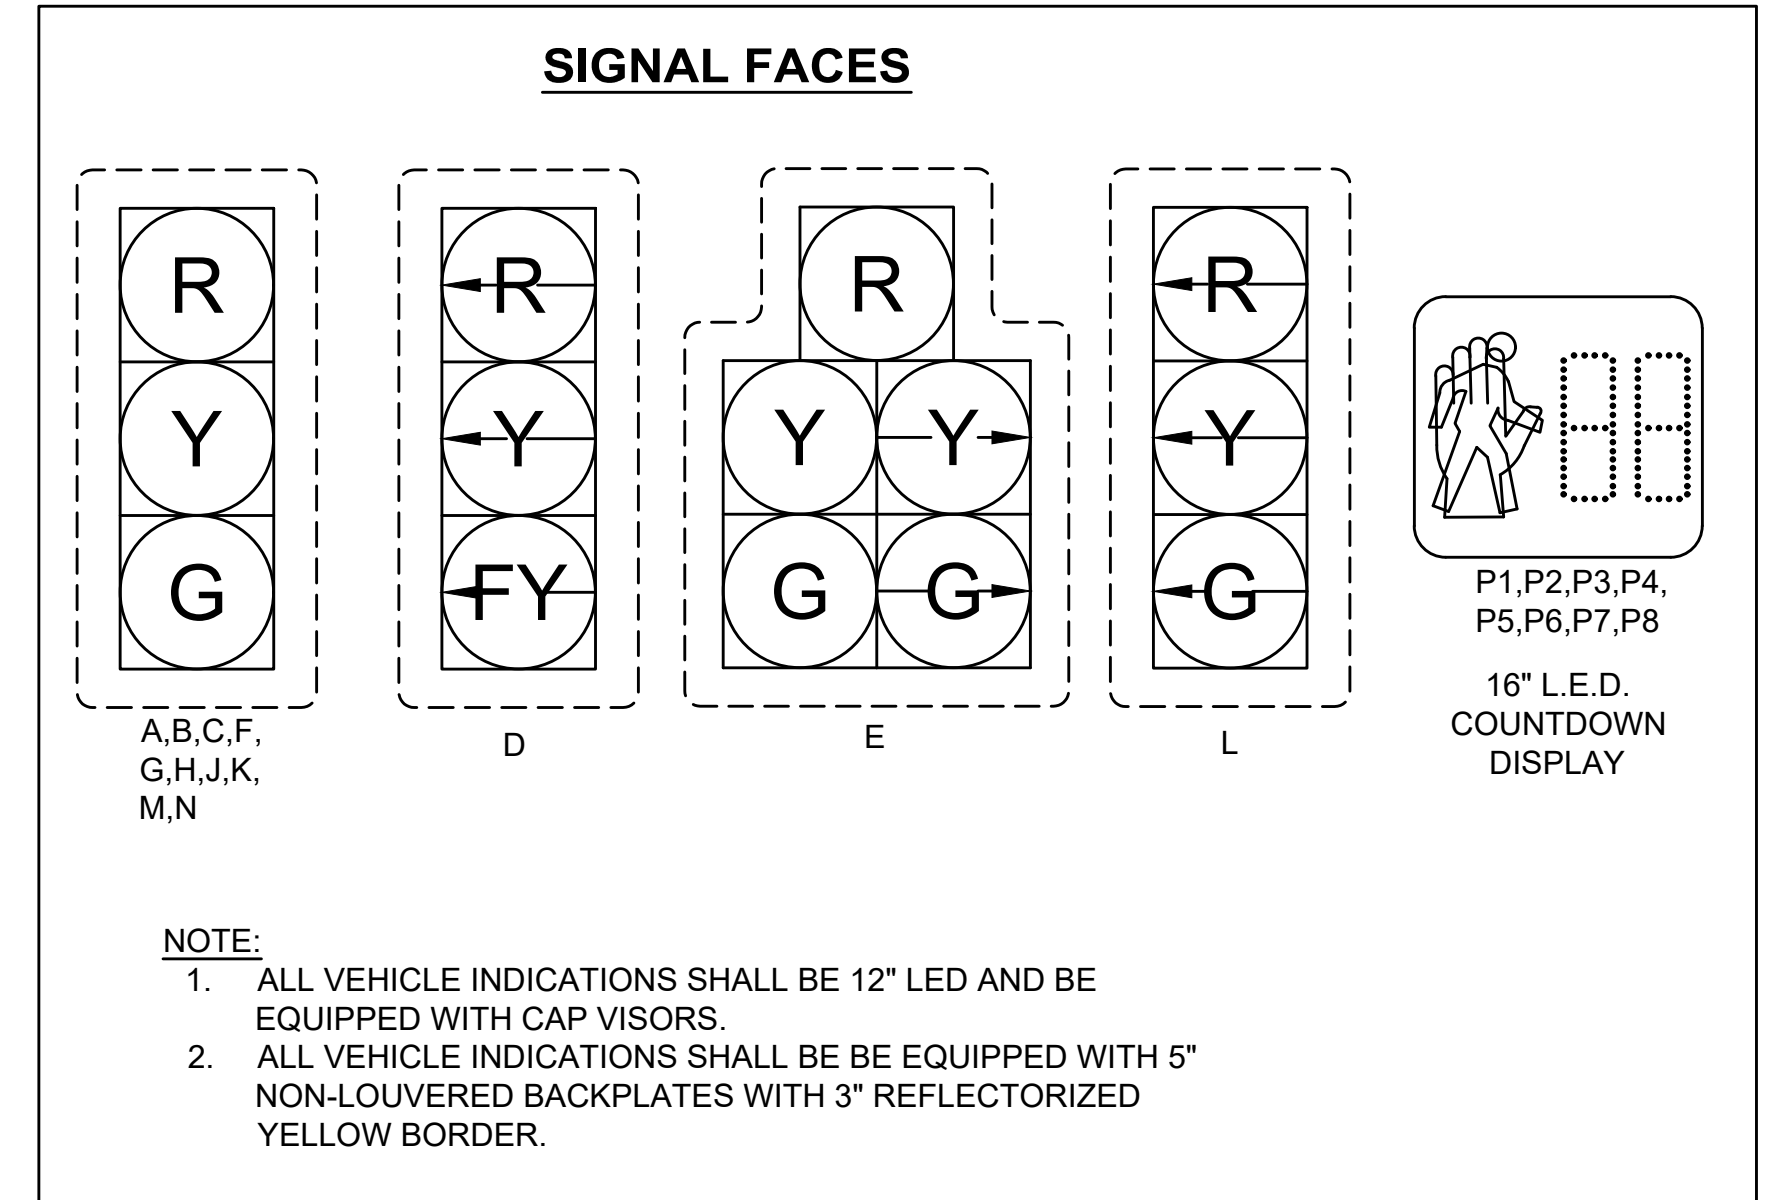 SIGNAL FACES
R
Y
G
A,B,C,F,
G,H,J,K,
M,N
R
Y
FY
D
R
Y Y
G G
E
R
Y
G
L
88
P1,P2,P3,P4,
P5,P6,P7,P8
16" L.E.D.
COUNTDOWN
DISPLAY
NOTE:
1. ALL VEHICLE INDICATIONS SHALL BE 12" LED AND BE
EQUIPPED WITH CAP VISORS.
2. ALL VEHICLE INDICATIONS SHALL BE BE EQUIPPED WITH 5"
NON-LOUVERED BACKPLATES WITH 3" REFLECTORIZED
YELLOW BORDER.